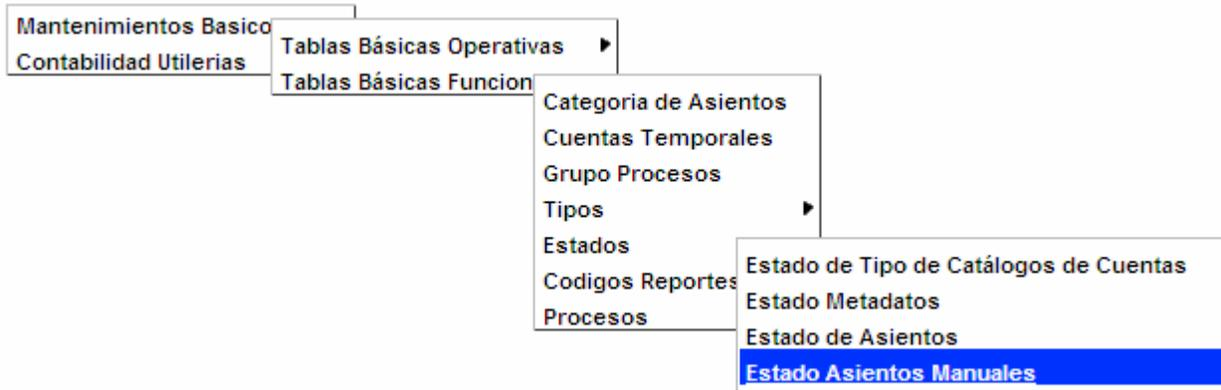 Mantenimientos Basico
Contabilidad Utilerias
Tablas Básicas Operativas
Tablas Básicas Funcion
Categoria de Asientos
Cuentas Temporales
Grupo Procesos
Tipos
Estados
Codigos Reportes
Procesos
Estado de Tipo de Catálogos de Cuentas
Estado Metadatos
Estado de Asientos
Estado Asientos Manuales